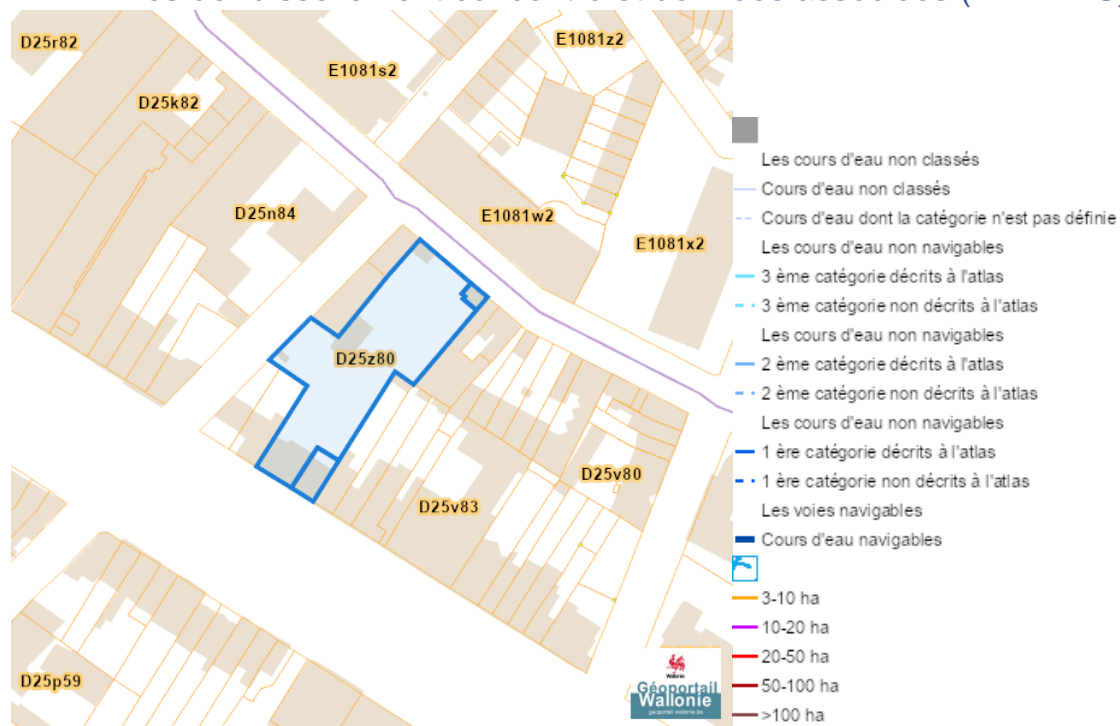 D25r82
E1081z2
E1081s2
D25k82
D25n84
E1081w2
E1081x2
D25z80
D25v80
D25v83
D25p59
Wallonie
Géoportail
Wallonie
geoportail.wallonie.be
Les cours d'eau non classés
Cours d'eau non classés
Cours d'eau dont la catégorie n'est pas définie
Les cours d'eau non navigables
3 ème catégorie décrits à l'atlas
3 ème catégorie non décrits à l'atlas
Les cours d'eau non navigables
2 ème catégorie décrits à l'atlas
2 ème catégorie non décrits à l'atlas
Les cours d'eau non navigables
1 ère catégorie décrits à l'atlas
1 ère catégorie non décrits à l'atlas
Les voies navigables
Cours d'eau navigables
3-10 ha
10-20 ha
20-50 ha
50-100 ha
>100 ha